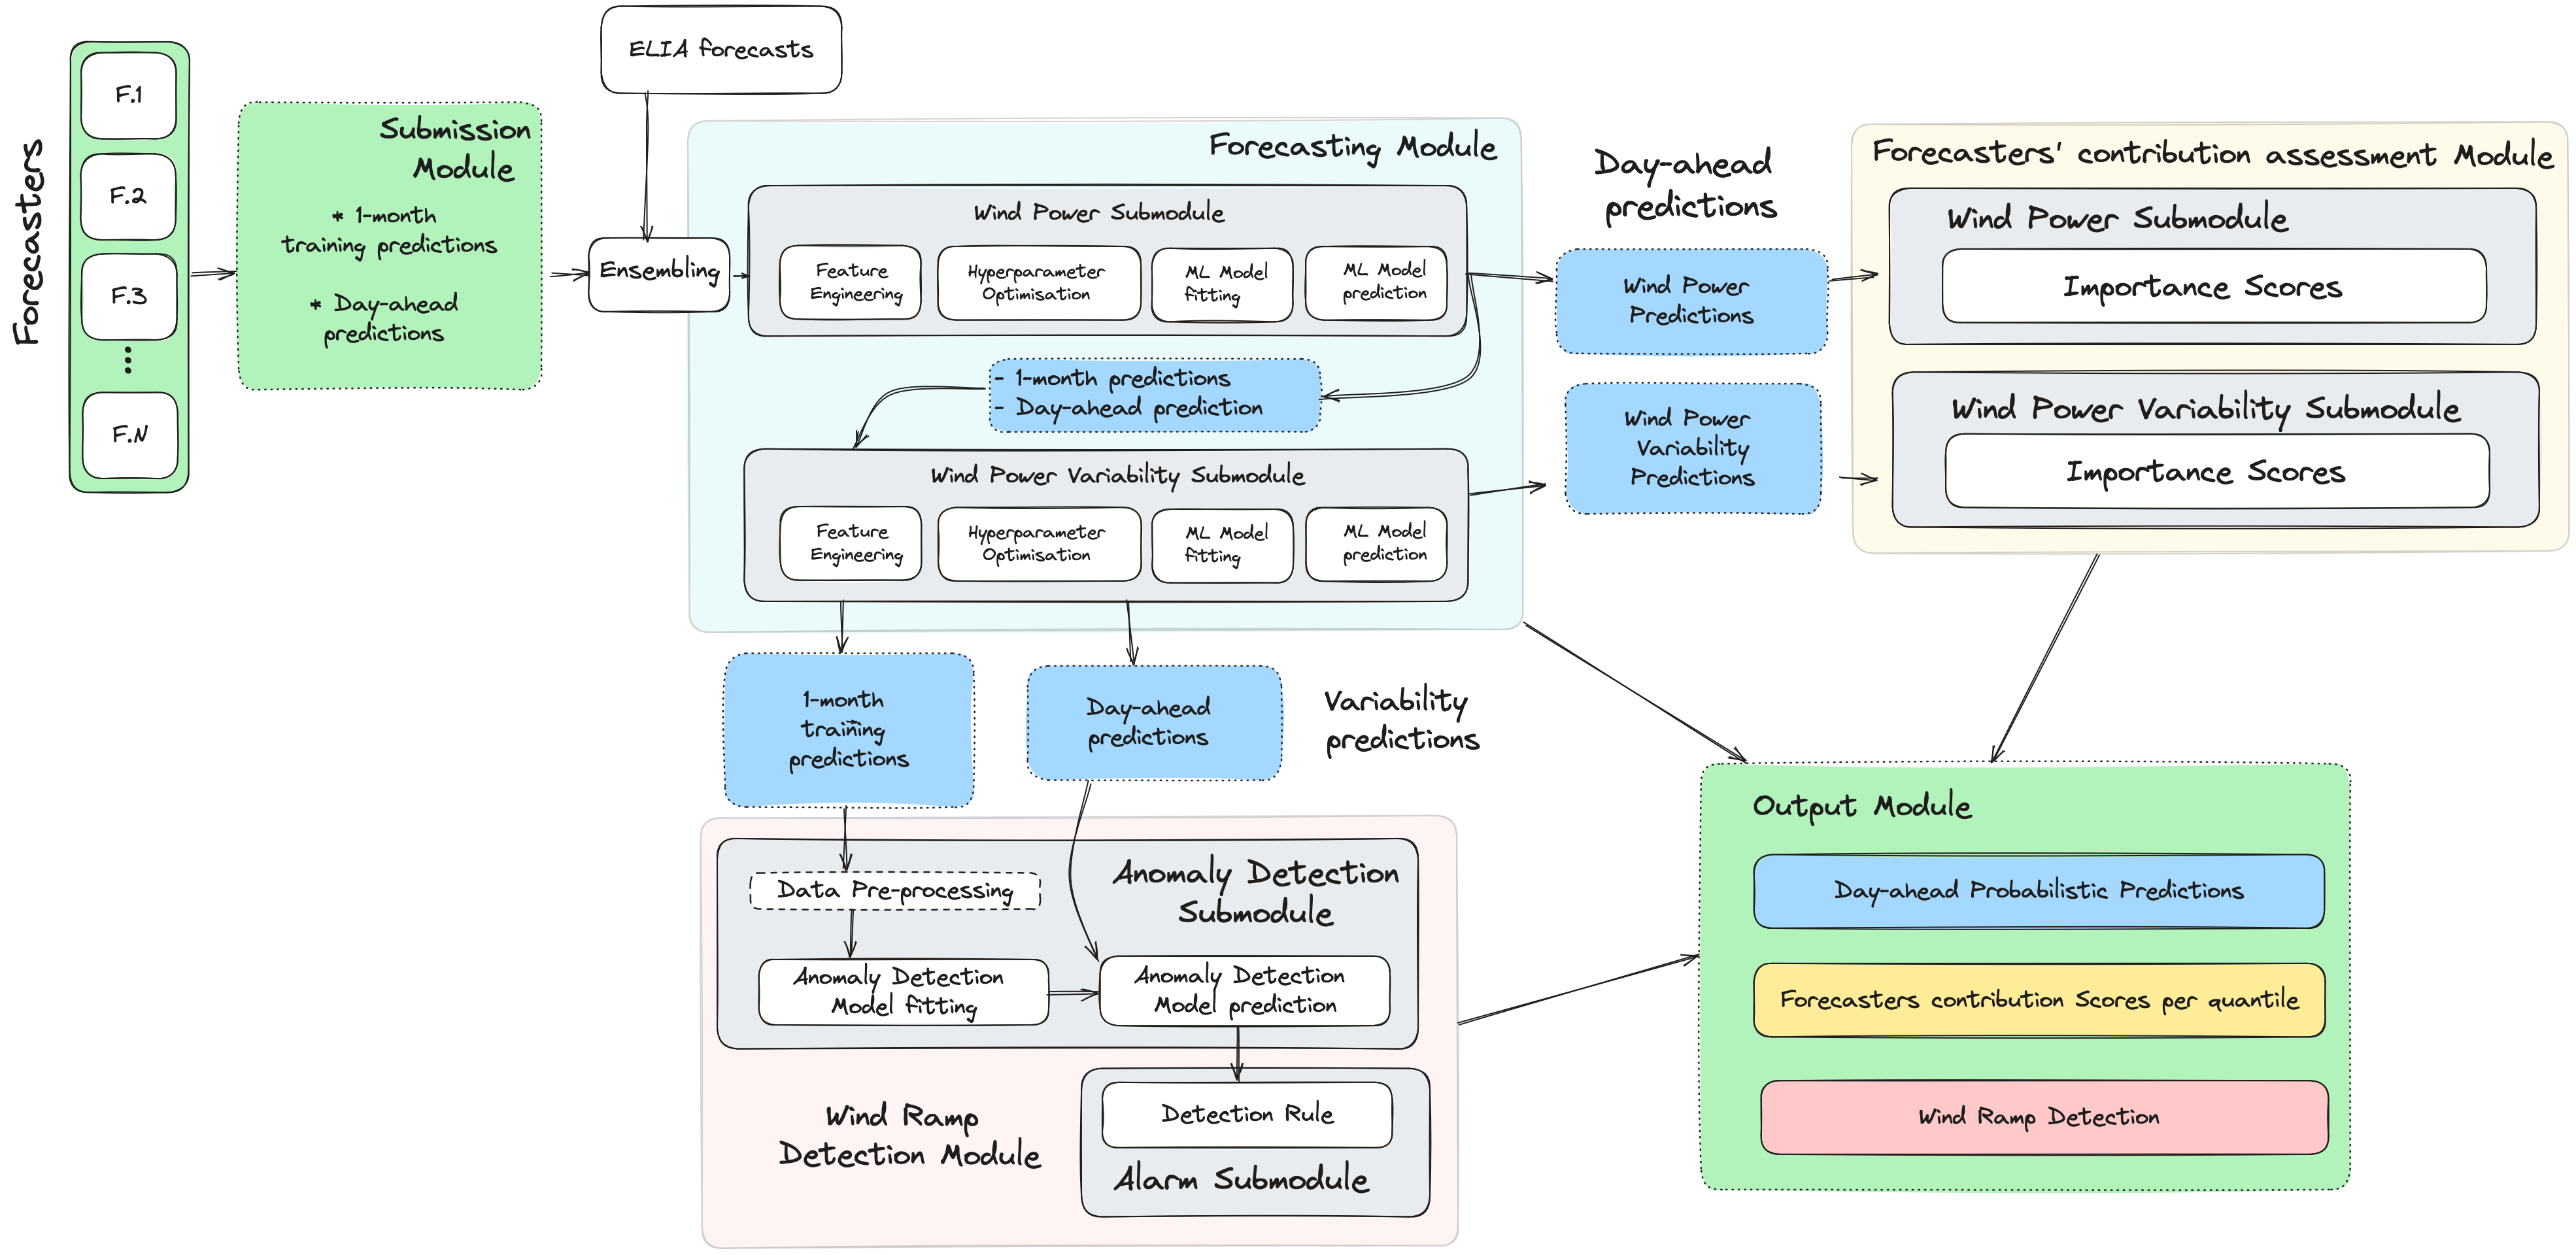 Forecasters
F.1
F.2
F.3
F.N
Submission
Module
* 1-month
training predictions
* Day-ahead
predictions
ELIA forecasts
Ensembling
Forecasting Module
Wind Power Submodule
Feature
Engineering
Hyperparameter
Optimisation
ML Model
fitting
ML Model
prediction
- 1-month predictions
- Day-ahead prediction
Wind Power Variability Submodule
Feature
Engineering
Hyperparameter
Optimisation
ML Model
fitting
ML Model
prediction
Day-ahead
predictions
Wind Power
Predictions
Wind Power
Variability
Predictions
Forecasters' contribution assessment Module
Wind Power Submodule
Importance Scores
Wind Power Variability Submodule
Importance Scores
1-month
training
predictions
Day-ahead
predictions
Variability
predictions
Anomaly Detection
Submodule
Data Pre-processing
Anomaly Detection
Model fitting
Anomaly Detection
Model prediction
Wind Ramp
Detection Module
Detection Rule
Alarm Submodule
Output Module
Day-ahead Probabilistic Predictions
Forecasters contribution Scores per quantile
Wind Ramp Detection